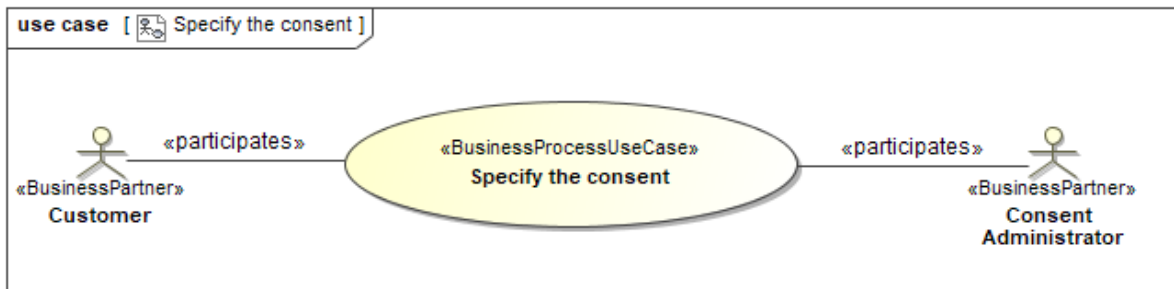 use case [ Specify the consent ]
«participates»
«BusinessPartner»
Customer
«BusinessProcessUseCase»
Specify the consent
«participates»
«BusinessPartner»
Consent
Administrator